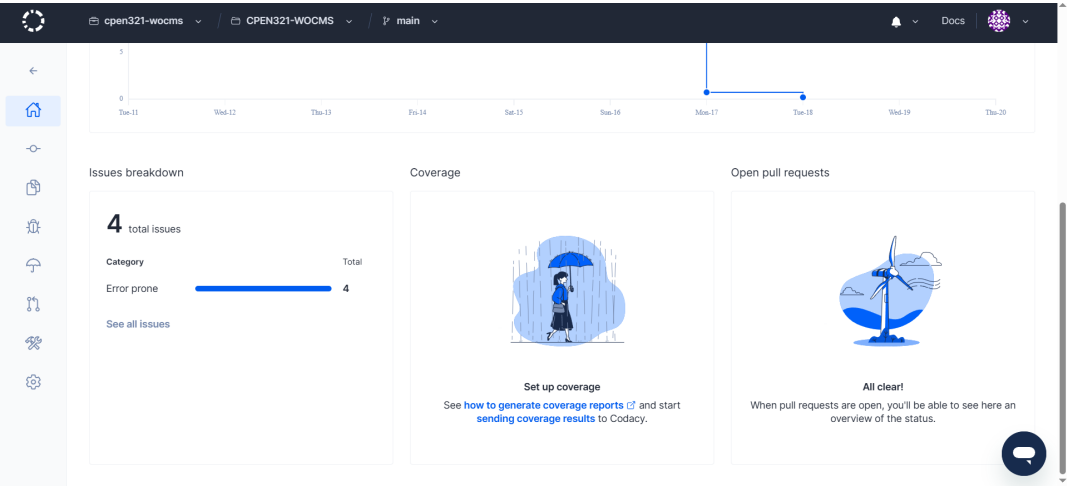 cpen321-wocms CPEN321-WOCMS main Docs
5
0
Tue-11 Wed-12 Thu-13 Fri-14 Sat-15 Sun-16 Mon-17 Tue-18 Wed-19 Thu-20
Issues breakdown
4 total issues
Category Total
Error prone 4
See all issues
Coverage
Set up coverage
See how to generate coverage reports and start
sending coverage results to Codacy.
Open pull requests
All clear!
When pull requests are open, you'll be able to see here an
overview of the status.